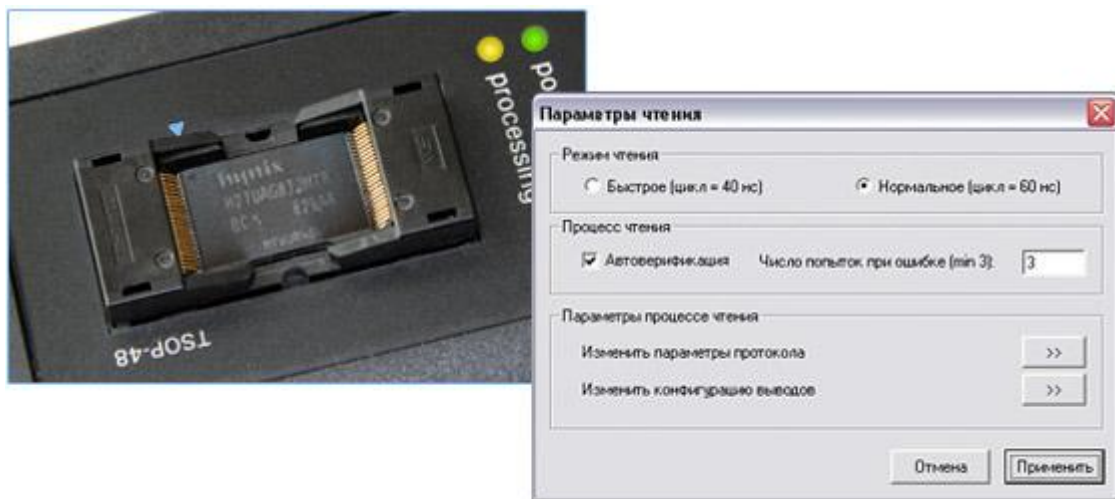 hynix
TSOP-48
processing
Параметры чтения
Режим чтения
Быстрое (цикл = 40 нс)
Нормальное (цикл = 60 нс)
Процесс чтения
Автоверификация
Число попыток при ошибке (min 3):
3
Параметры процессе чтения
Изменить параметры протокола
>>
Изменить конфигурацию выводов
>>
Отмена
Применить